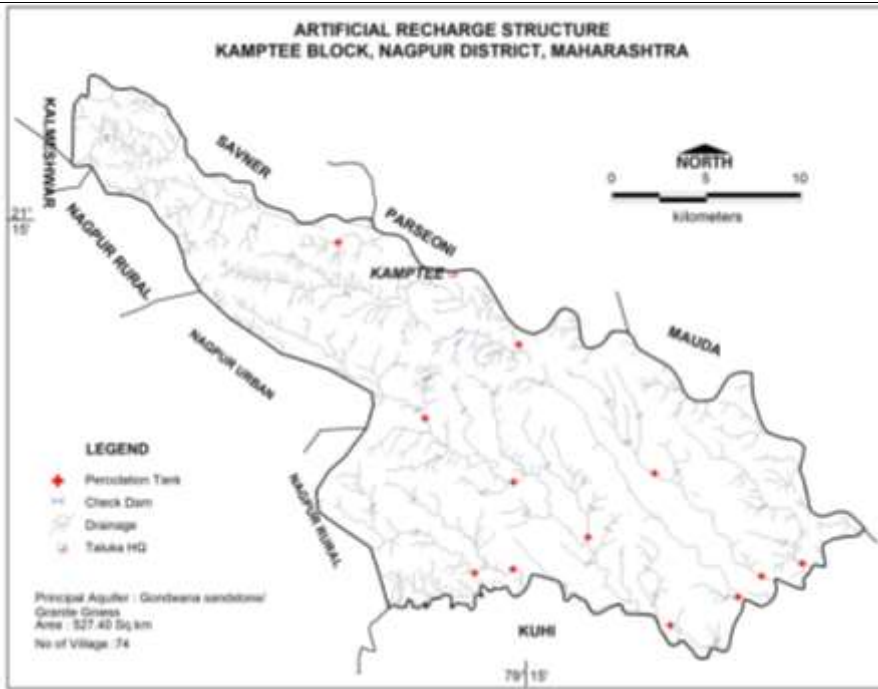 ARTIFICIAL RECHARGE STRUCTURE
KAMPTEE BLOCK, NAGPUR DISTRICT, MAHARASHTRA
KALMESHWAR
SAVNER
NORTH
0 5 10
kilometers
21°
15'
NAGPUR RURAL
PARSEONI
KAMPTEE
MAUDA
NAGPUR URBAN
LEGEND
Percolation Tank
Check Dam
Drainage
Taluka HQ
NAGPUR RURAL
Principal Aquifer : Gondwana sandstone/
Granite Gniess
Area : 527.40 Sq.km
No of Village :74
KUHI
79° 15'